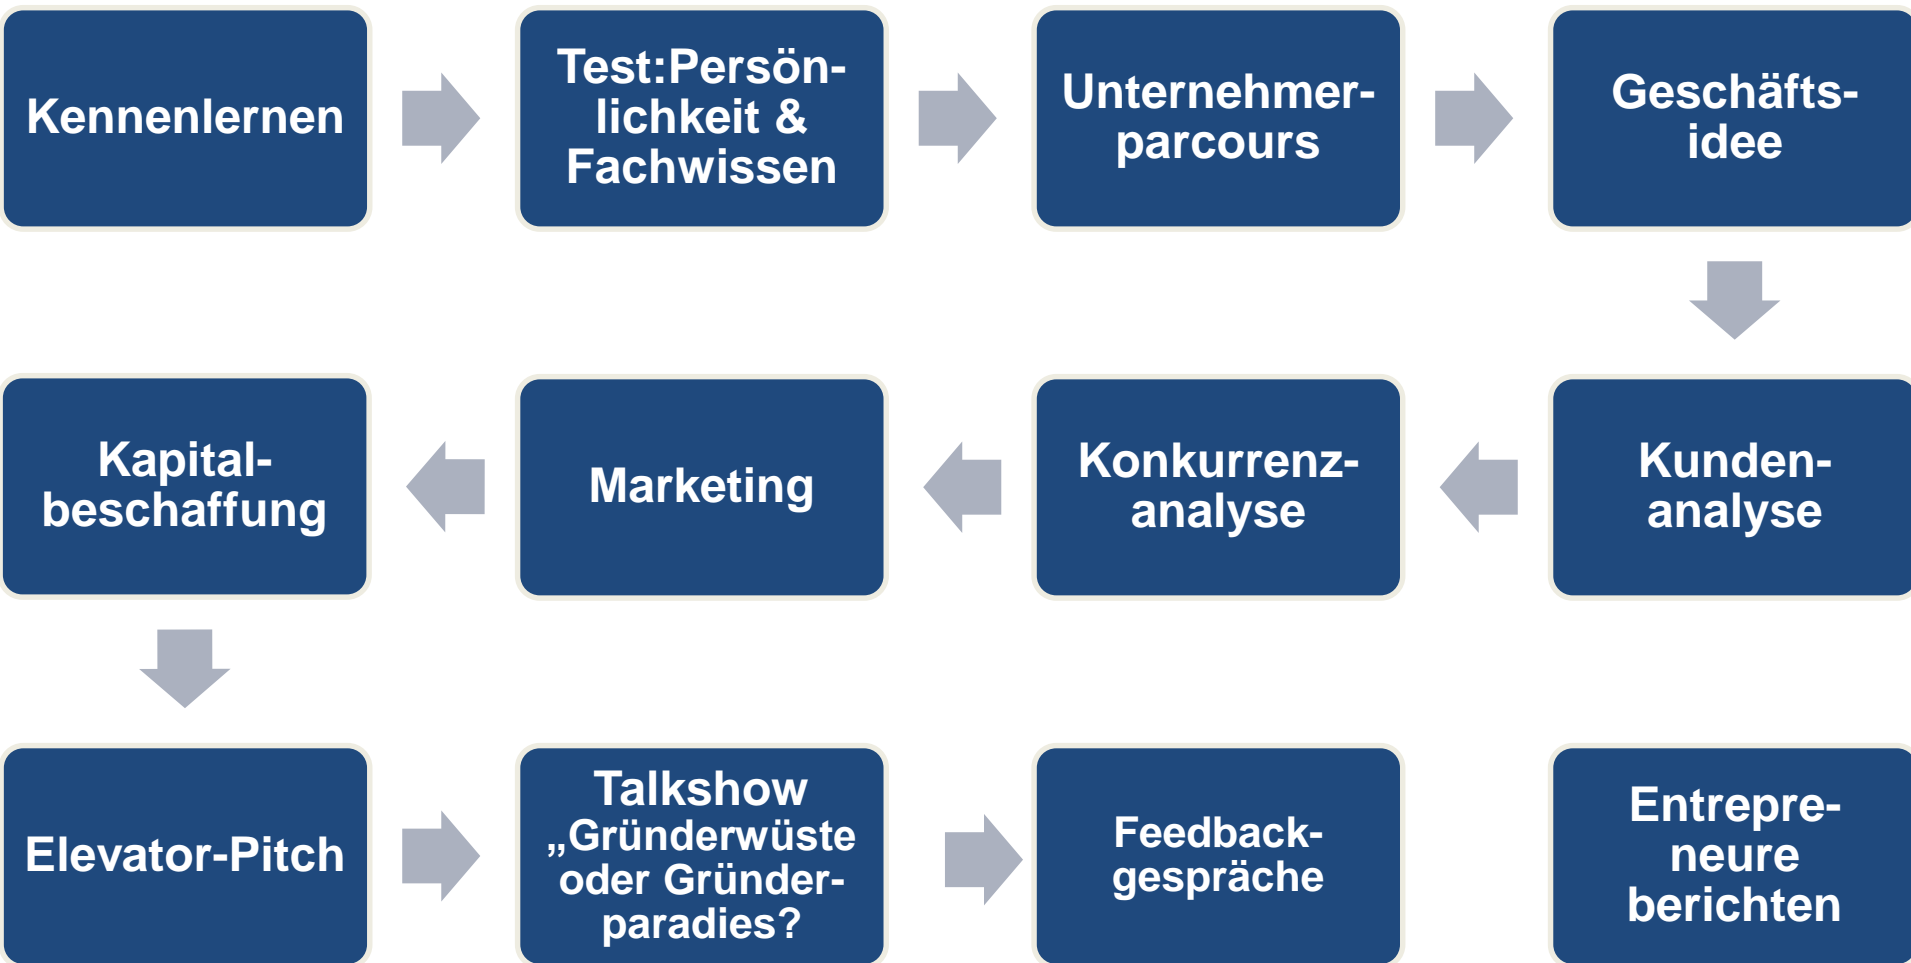 Kennenlernen
Test:Persön-
lichkeit &
Fachwissen
Unternehmer-
parcours
Geschäfts-
idee
Kapital-
beschaffung
Marketing
Konkurrenz-
analyse
Kunden-
analyse
Elevator-Pitch
Talkshow
„Gründerwüste
oder Gründer-
paradies?
Feedback-
gespräche
Entrepre-
neure
berichten